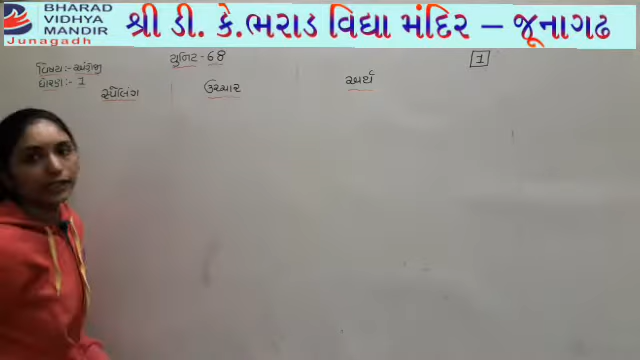 BHARAD
VIDHYA
MANDIR
Junagadh
શ્રી ડી. કે.ભરાડ વિદ્યા મંદિર – જૂનાગઢ
યુનિટ-68
1
વિષય:- અંગ્રેજી
ધોરણ:- 1
સ્પેલિંગ ઉચ્ચાર અર્થ